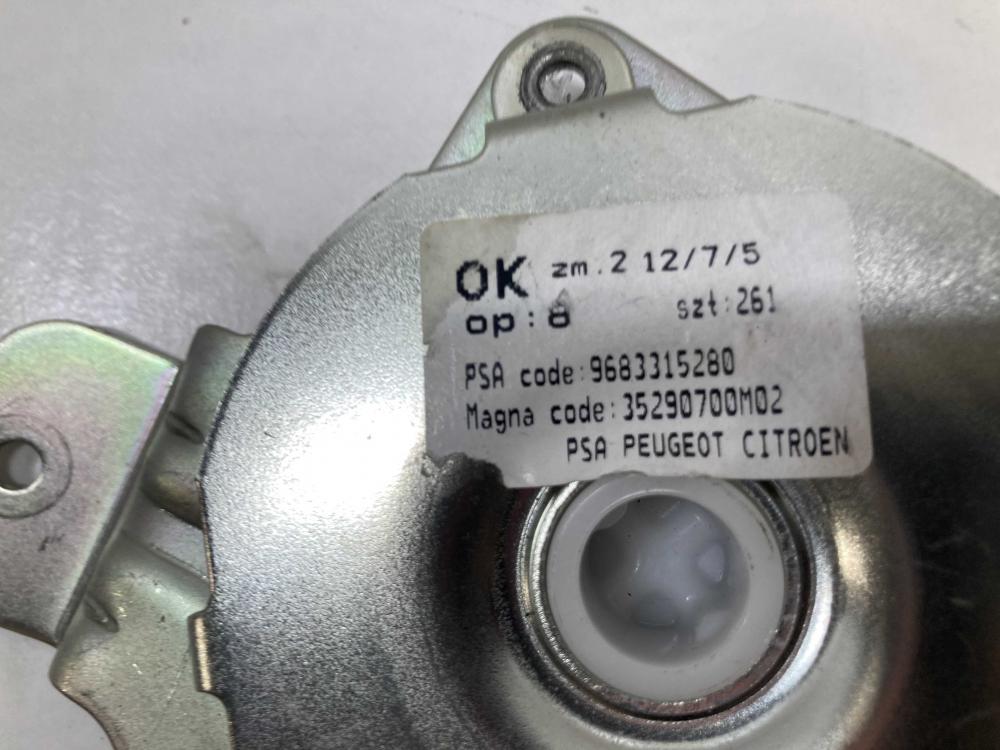 OK zm.2 12/7/5
op:8 szt:261
PSA code:9683315280
Magna code:35290700M02
PSA PEUGEOT CITROEN